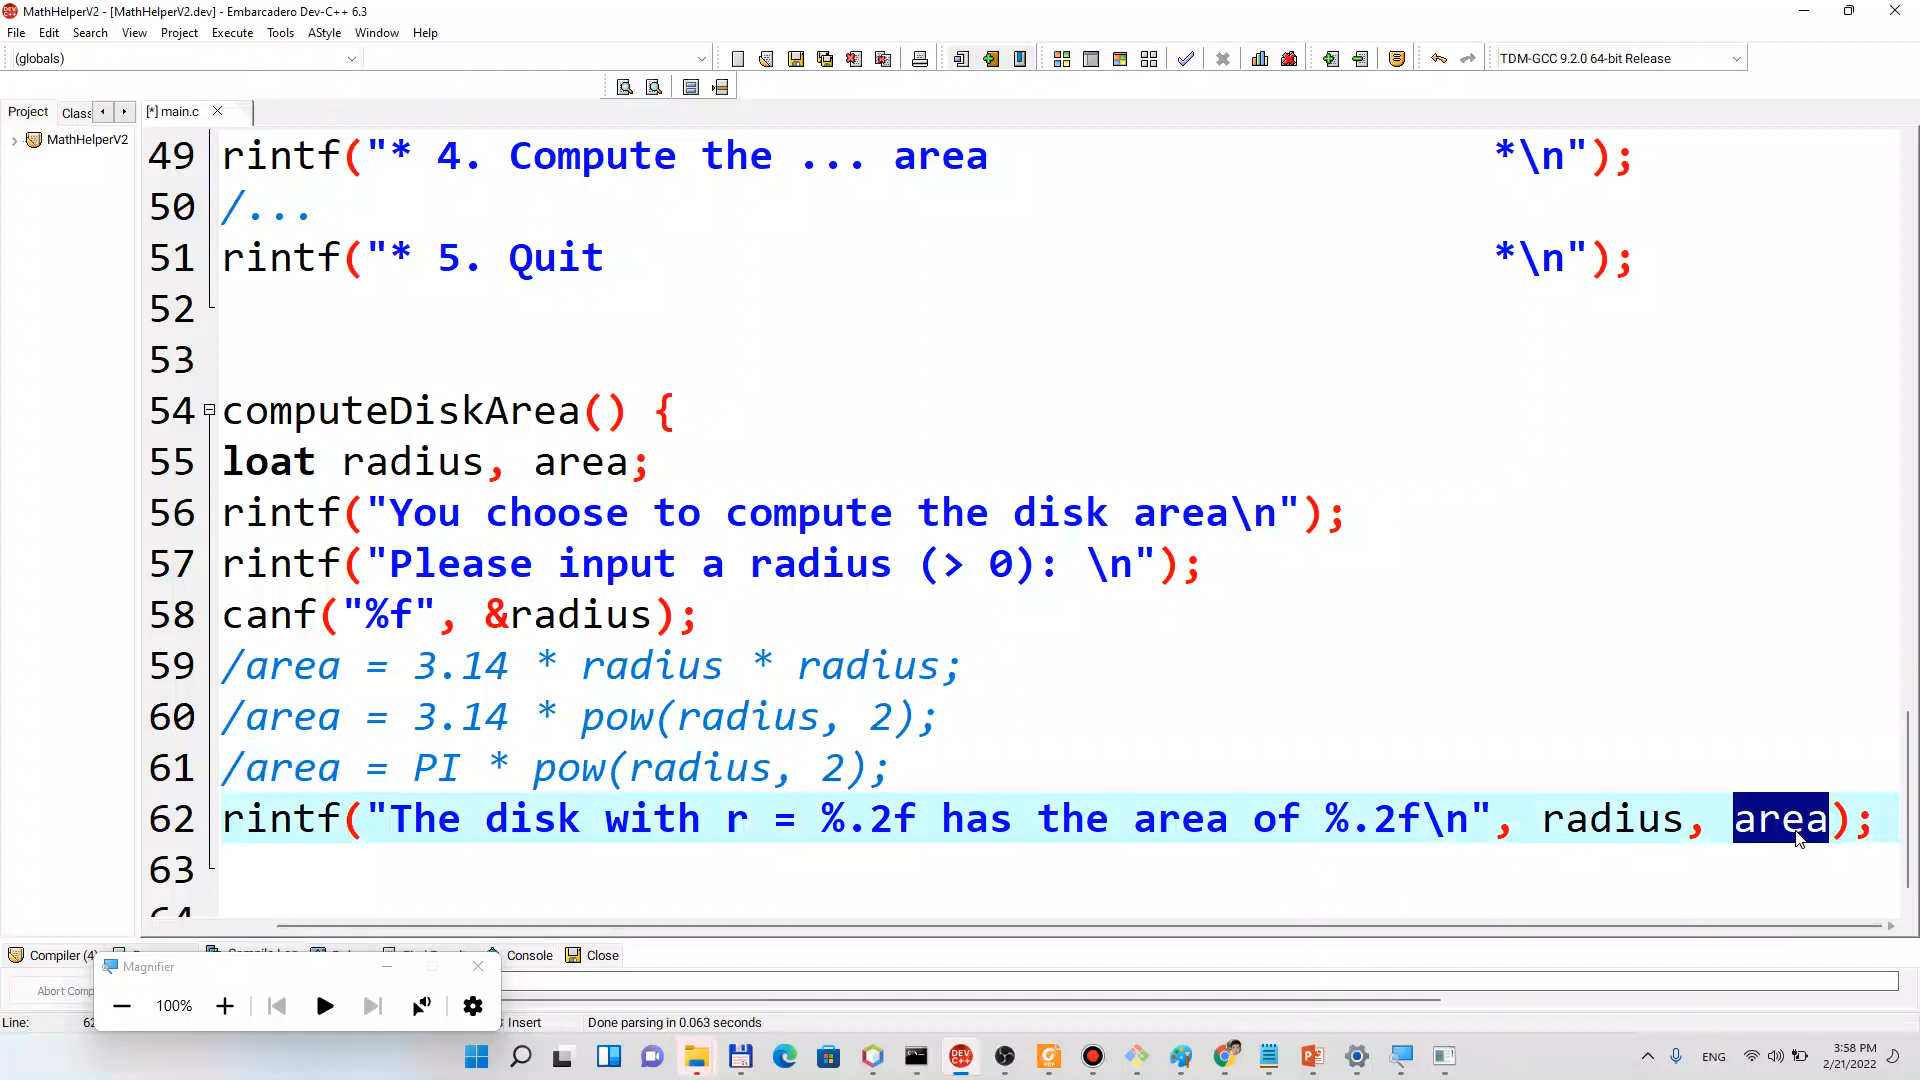 MathHelperV2 - [MathHelperV2.dev] - Embarcadero Dev-C++ 6.3
File Edit Search View Project Execute Tools AStyle Window Help
(globals)
TDM-GCC 9.2.0 64-bit Release
Project Class [*] main.c
MathHelperV2
49 rintf("* 4. Compute the ... area *\n");
50 /...
51 rintf("* 5. Quit *\n");
52
53
54 computeDiskArea() {
55 loat radius, area;
56 rintf("You choose to compute the disk area\n");
57 rintf("Please input a radius (> 0): \n");
58 canf("%f", &radius);
59 /area = 3.14 * radius * radius;
60 /area = 3.14 * pow(radius, 2);
61 /area = PI * pow(radius, 2);
62 rintf("The disk with r = %.2f has the area of %.2f\n", radius, area);
63
64
Compiler (4) Console Close
Magnifier
Abort Comp
100%
Line: 62 Insert Done parsing in 0.063 seconds
DEV C++
ENG
3:58 PM
2/21/2022